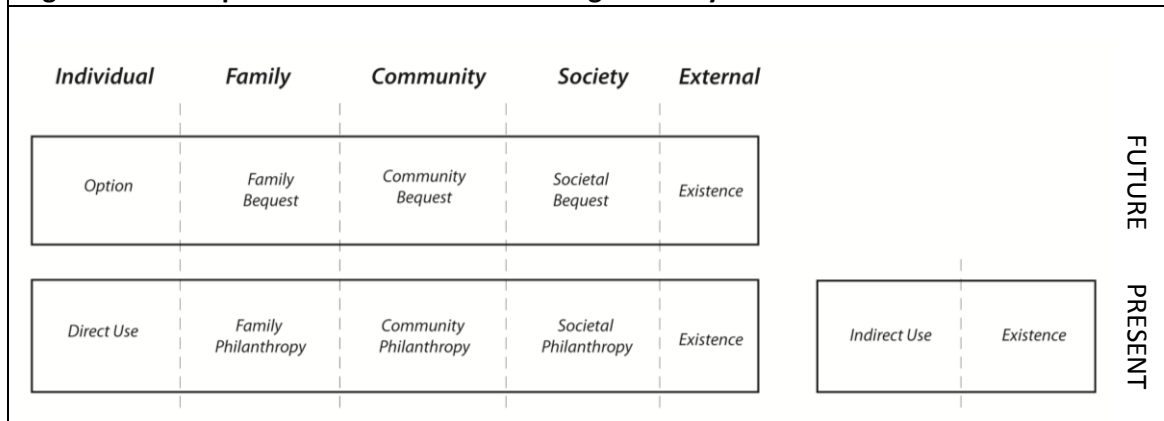 Individual Family Community Society External
Option Family Bequest Community Bequest Societal Bequest Existence
FUTURE
Direct Use Family Philanthropy Community Philanthropy Societal Philanthropy Existence Indirect Use Existence
PRESENT